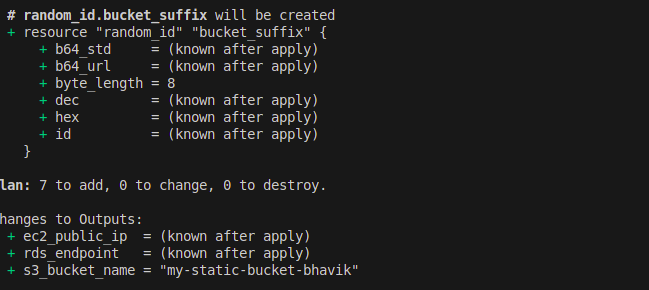 # random_id.bucket_suffix will be created
+ resource "random_id" "bucket_suffix" {
+ b64_std = (known after apply)
+ b64_url = (known after apply)
+ byte_length = 8
+ dec = (known after apply)
+ hex = (known after apply)
+ id = (known after apply)
}
lan: 7 to add, 0 to change, 0 to destroy.
hanges to Outputs:
+ ec2_public_ip = (known after apply)
+ rds_endpoint = (known after apply)
+ s3_bucket_name = "my-static-bucket-bhavik"